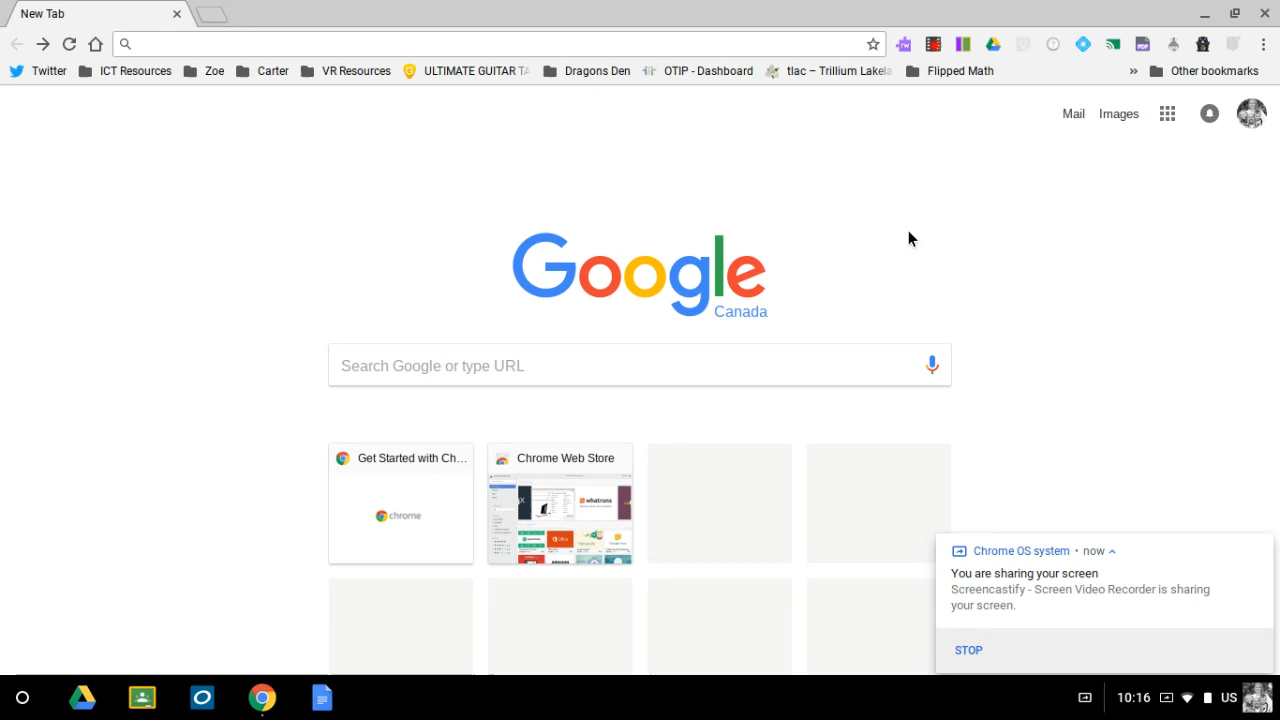 New Tab
Twitter
ICT Resources
Zoe
Carter
VR Resources
ULTIMATE GUITAR TA
Dragons Den
OTIP - Dashboard
tlac – Trillium Lakela
Flipped Math
»
Other bookmarks
Mail
Images
Google
Canada
Search Google or type URL
Get Started with Ch...
Chrome Web Store
chrome
whatruns
Chrome OS system • now
You are sharing your screen
Screencastify - Screen Video Recorder is sharing
your screen.
STOP
10:16
US